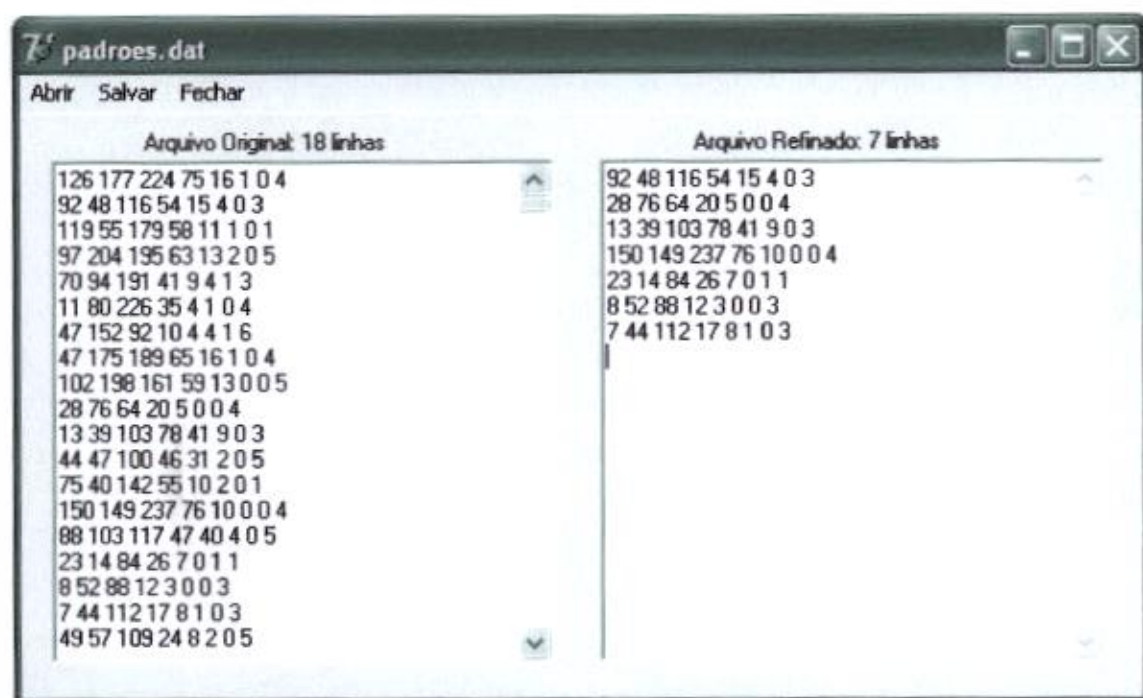 padroes.dat
Abrir Salvar Fechar
Arquivo Original: 18 linhas
126 177 224 75 16 1 0 4
92 48 116 54 15 4 0 3
119 55 179 58 11 1 0 1
97 204 195 63 13 2 0 5
70 94 191 41 9 4 1 3
11 80 226 35 4 1 0 4
47 152 92 10 4 4 1 6
47 175 189 65 16 1 0 4
102 198 161 59 13 0 0 5
28 76 64 20 5 0 0 4
13 39 103 78 41 9 0 3
44 47 100 46 31 2 0 5
75 40 142 55 10 2 0 1
150 149 237 76 10 0 0 4
88 103 117 47 40 4 0 5
23 14 84 26 7 0 1 1
8 52 88 12 3 0 0 3
7 44 112 17 8 1 0 3
49 57 109 24 8 2 0 5
Arquivo Refinado: 7 linhas
92 48 116 54 15 4 0 3
28 76 64 20 5 0 0 4
13 39 103 78 41 9 0 3
150 149 237 76 10 0 0 4
23 14 84 26 7 0 1 1
8 52 88 12 3 0 0 3
7 44 112 17 8 1 0 3